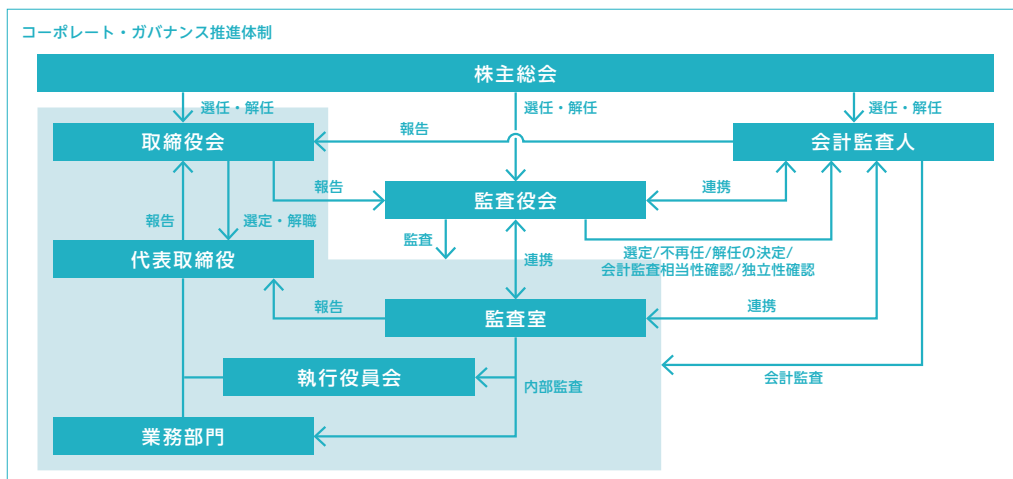 コーポレート・ガバナンス推進体制
株主総会
選任・解任
選任・解任
選任・解任
取締役会
報告
会計監査人
報告
監査役会
連携
報告
選定・解職
監査
代表取締役
連携
選定/不再任/解任の決定/
会計監査相当性確認/独立性確認
報告
監査室
連携
執行役員会
内部監査
会計監査
業務部門